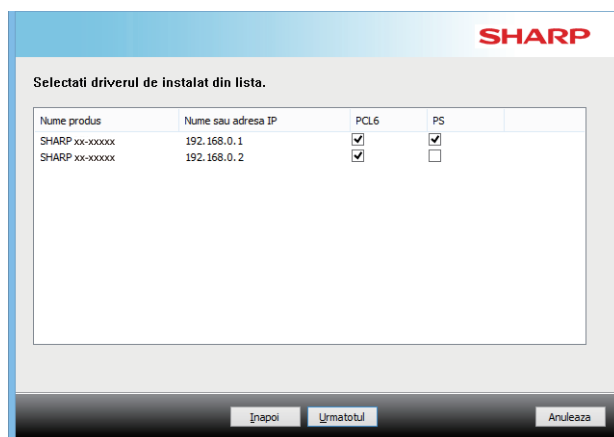 SHARP
Selectati driverul de instalat din lista.
Nume produs Nume sau adresa IP PCL6 PS
SHARP xx-xxxxx 192.168.0.1
SHARP xx-xxxxx 192.168.0.2
Inapoi Urmatotul Anuleaza